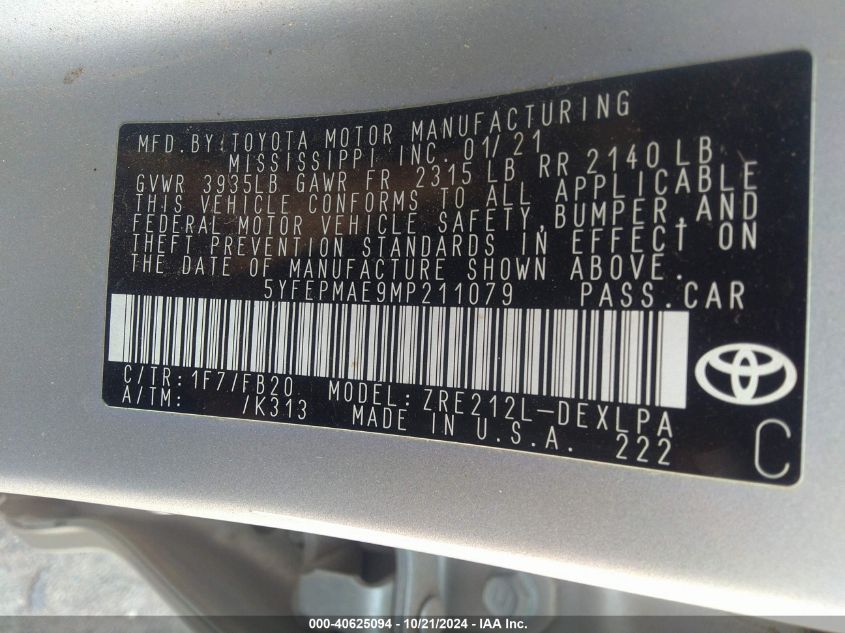 MFD.BY:TOYOTA MOTOR MANUFACTURING
MISSISSIPPI INC. 01/21
GVWR 3935LB GAWR FR 2315 LB RR 2140 LB
THIS VEHICLE CONFORMS TO ALL APPLICABLE
FEDERAL MOTOR VEHICLE SAFETY, BUMPER, AND
THEFT PREVENTION STANDARDS IN EFFECT ON
THE DATE OF MANUFACTURE SHOWN ABOVE.
5YFEPMAE9MP211079 PASS.CAR
C/TR: 1F7/FB20 MODEL: ZRE212L-DEXLPA
A/TM: /K313 MADE IN U.S.A. 222
C
000-40625094 - 10/21/2024 - IAA Inc.